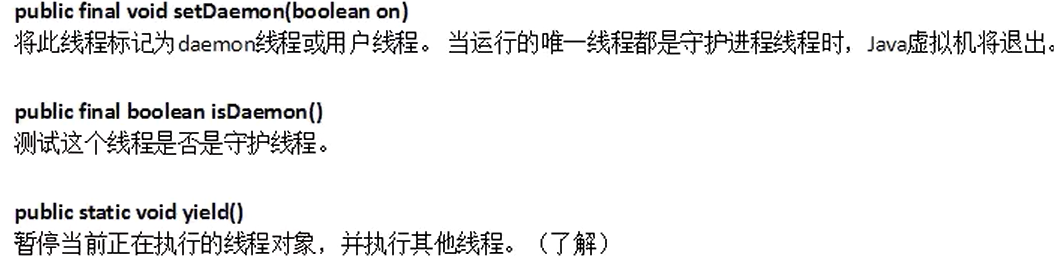 public final void setDaemon(boolean on)
将此线程标记为daemon线程或用户线程。 当运行的唯一线程都是守护进程线程时，Java虚拟机将退出。
public final boolean isDaemon()
测试这个线程是否是守护线程。
public static void yield()
暂停当前正在执行的线程对象，并执行其他线程。（了解）